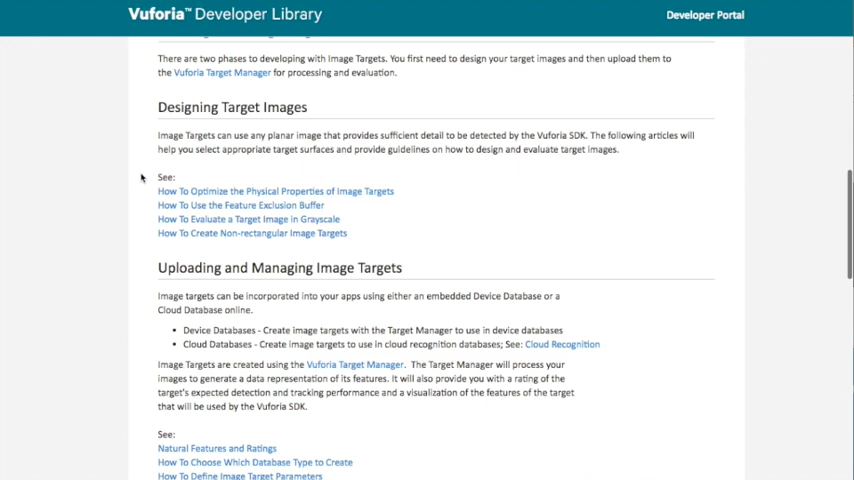 Vuforia™ Developer Library
Developer Portal
There are two phases to developing with Image Targets. You first need to design your target images and then upload them to
the Vuforia Target Manager for processing and evaluation.
Designing Target Images
Image Targets can use any planar image that provides sufficient detail to be detected by the Vuforia SDK. The following articles will
help you select appropriate target surfaces and provide guidelines on how to design and evaluate target images.
See:
How To Optimize the Physical Properties of Image Targets
How To Use the Feature Exclusion Buffer
How To Evaluate a Target Image in Grayscale
How To Create Non-rectangular Image Targets
Uploading and Managing Image Targets
Image targets can be incorporated into your apps using either an embedded Device Database or a
Cloud Database online.
• Device Databases - Create image targets with the Target Manager to use in device databases
• Cloud Databases - Create image targets to use in cloud recognition databases; See: Cloud Recognition
Image Targets are created using the Vuforia Target Manager. The Target Manager will process your
images to generate a data representation of its features. It will also provide you with a rating of the
target's expected detection and tracking performance and a visualization of the features of the target
that will be used by the Vuforia SDK.
See:
Natural Features and Ratings
How To Choose Which Database Type to Create
How To Define Image Target Parameters